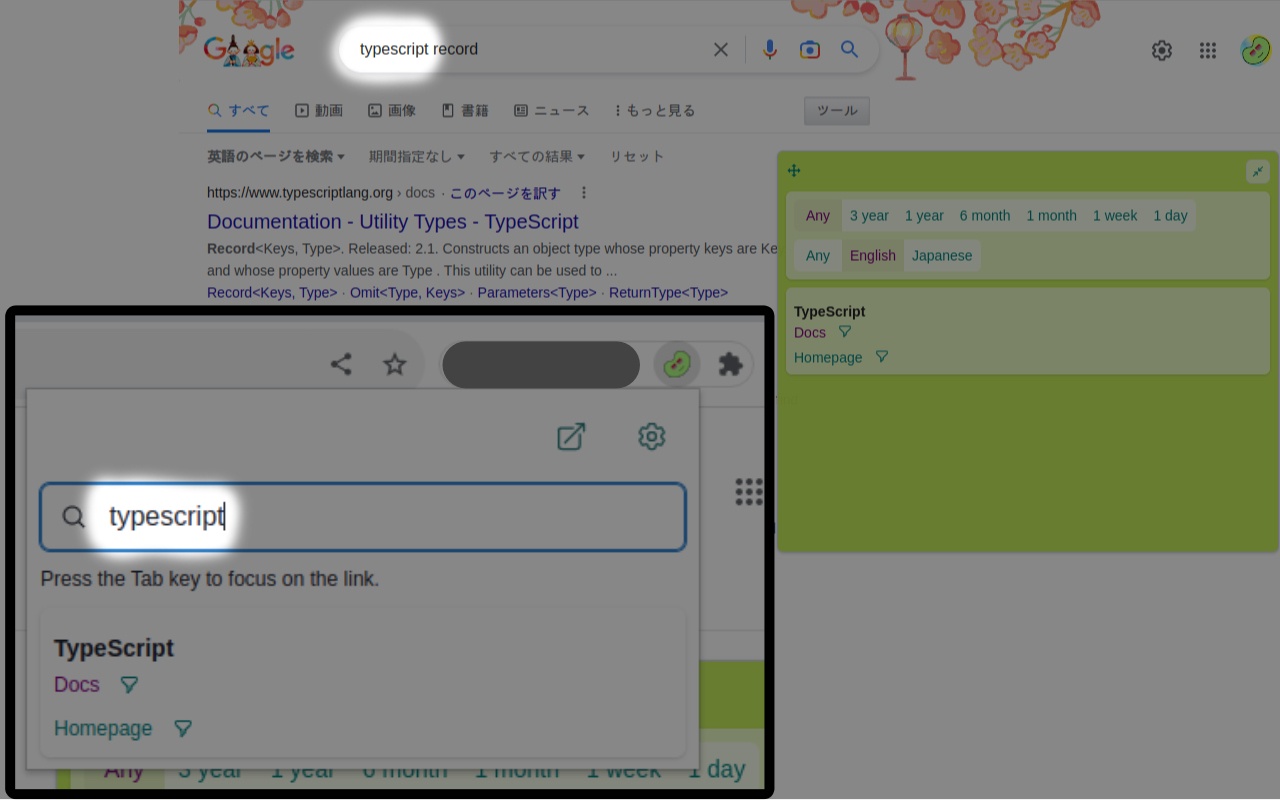 Google
typescript record
すべて 動画 画像 書籍 ニュース もっと見る ツール
英語のページを検索 期間指定なし すべての結果 リセット
https://www.typescriptlang.org › docs · このページを訳す
Documentation - Utility Types - TypeScript
Record<Keys, Type>. Released: 2.1. Constructs an object type whose property keys are Ke
and whose property values are Type . This utility can be used to ...
Record<Keys, Type> · Omit<Type, Keys> · Parameters<Type> · ReturnType<Type>
Any 3 year 1 year 6 month 1 month 1 week 1 day
Any English Japanese
TypeScript
Docs
Homepage
typescript
Press the Tab key to focus on the link.
TypeScript
Docs
Homepage
Any 3 year 1 year 6 month 1 month 1 week 1 day